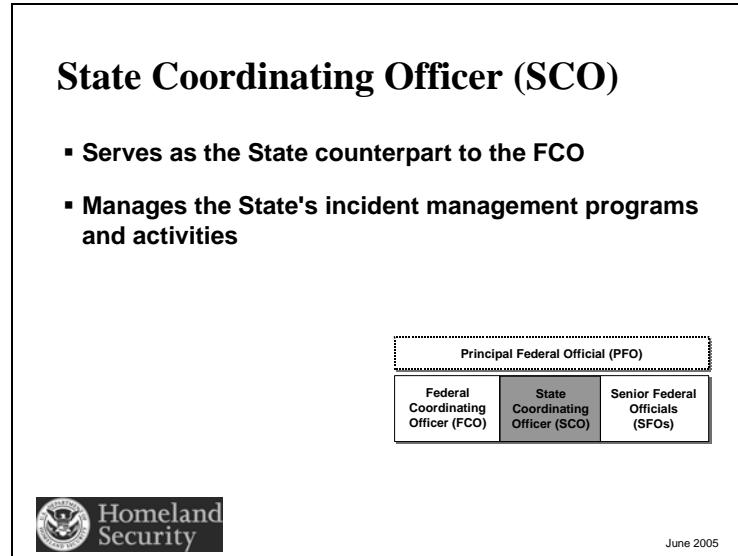 State Coordinating Officer (SCO)
▪ Serves as the State counterpart to the FCO
▪ Manages the State's incident management programs
and activities
Principal Federal Official (PFO)
Federal
Coordinating
Officer (FCO)
State
Coordinating
Officer (SCO)
Senior Federal
Officials
(SFOs)
Homeland
Security
June 2005